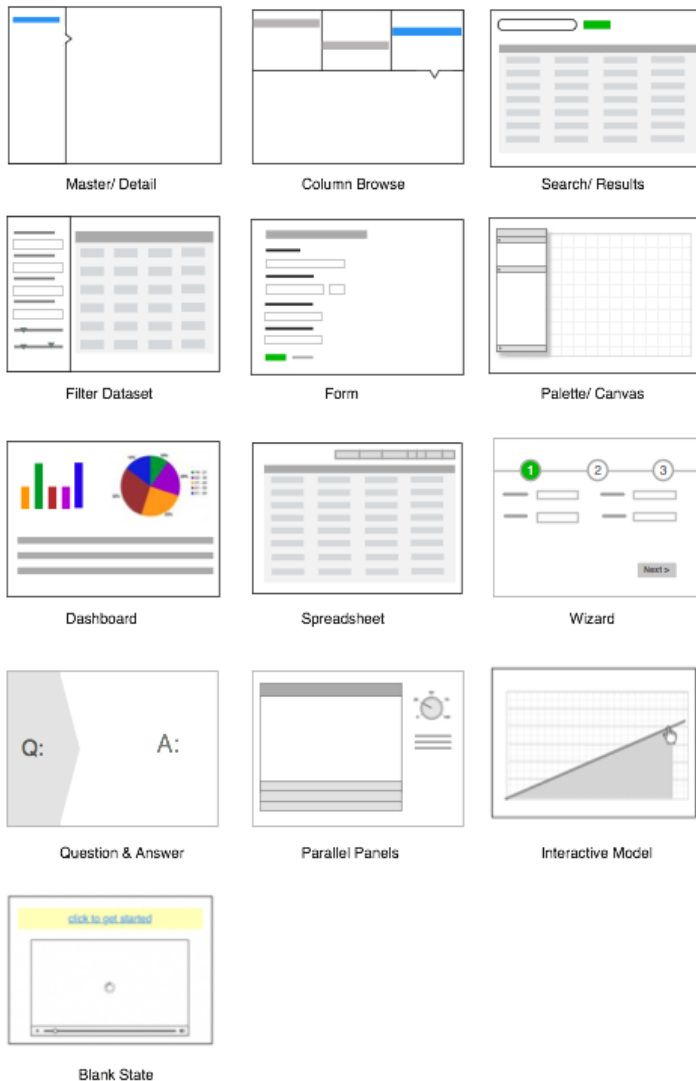 Master/ Detail
Column Browse
Search/ Results
Filter Dataset
Form
Palette/ Canvas
Dashboard
Spreadsheet
1
2
3
Next >
Wizard
Q:
A:
Question & Answer
Parallel Panels
Interactive Model
click to get started
Blank State